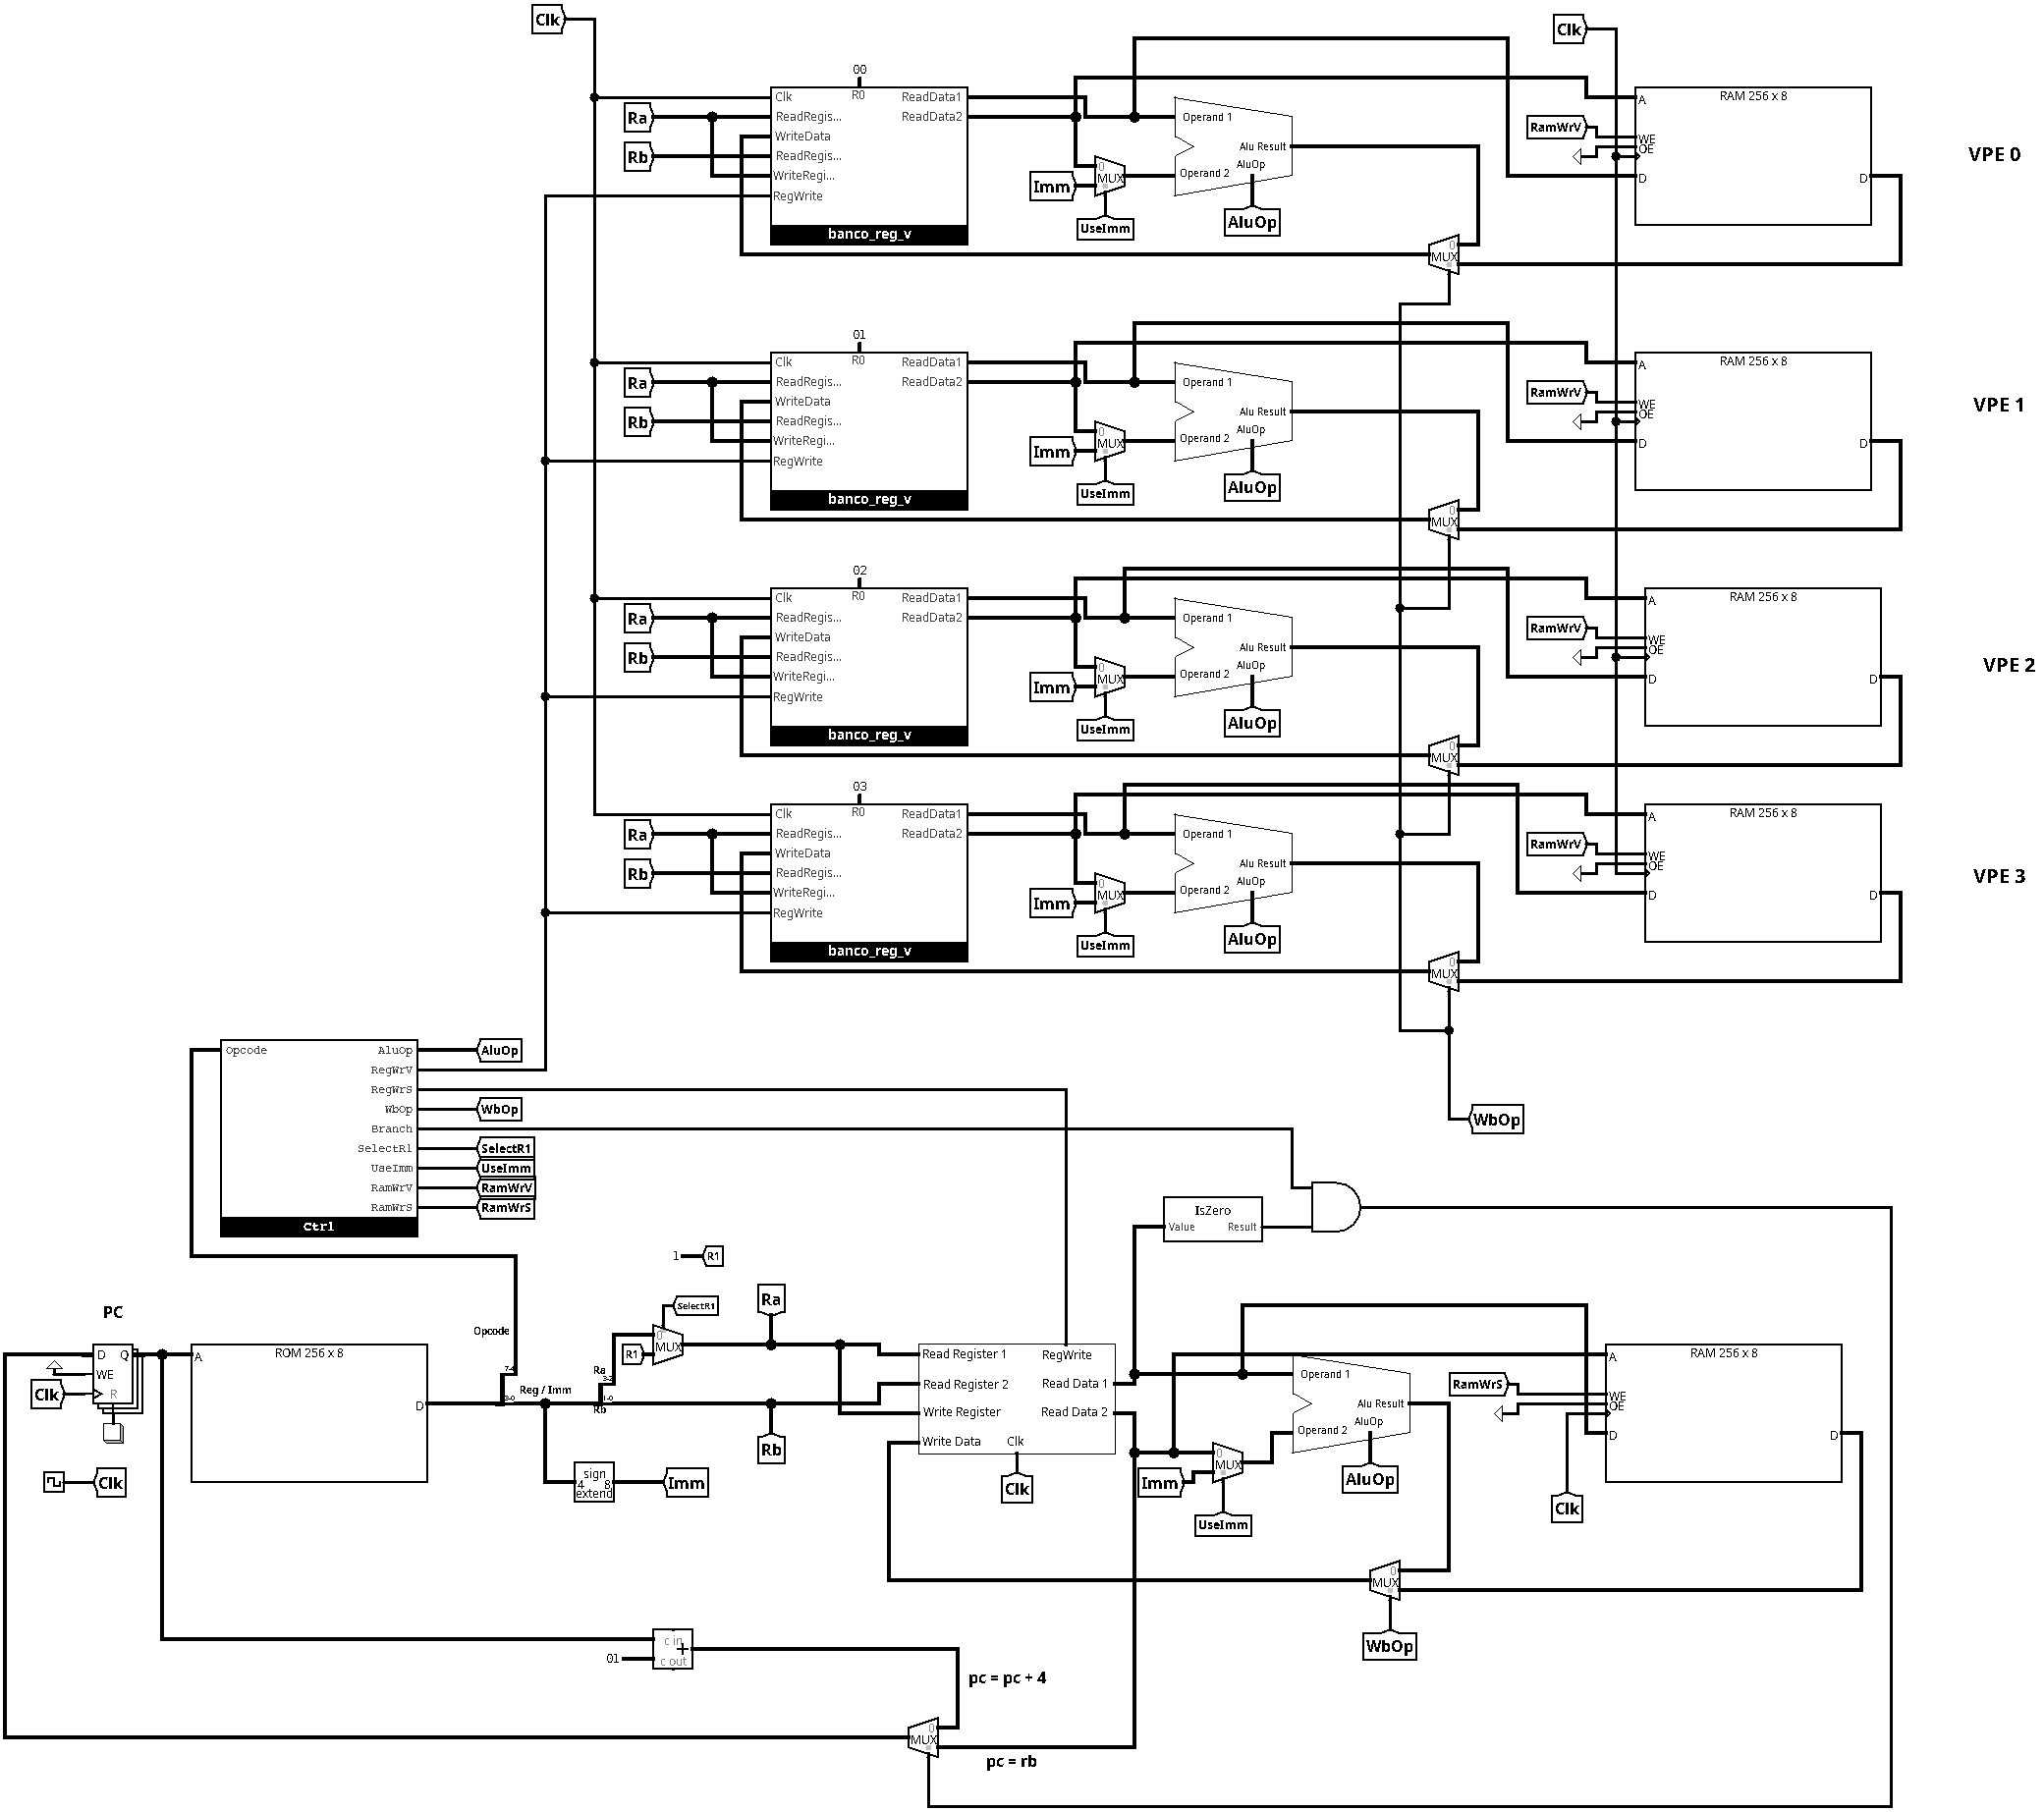 Clk
Clk
00
Clk R0 ReadData1
ReadRegis... ReadData2
WriteData
ReadRegis...
WriteRegi...
RegWrite
banco_reg_v
Ra
Rb
0
MUX
Imm
UseImm
Operand 1
Alu Result
AluOp
Operand 2
AluOp
0
MUX
RAM 256 x 8
A
RamWrV
WE
OE
D D
VPE 0
01
Clk R0 ReadData1
ReadRegis... ReadData2
WriteData
ReadRegis...
WriteRegi...
RegWrite
banco_reg_v
Ra
Rb
0
MUX
Imm
UseImm
Operand 1
Alu Result
AluOp
Operand 2
AluOp
0
MUX
RAM 256 x 8
A
RamWrV
WE
OE
D D
VPE 1
02
Clk R0 ReadData1
ReadRegis... ReadData2
WriteData
ReadRegis...
WriteRegi...
RegWrite
banco_reg_v
Ra
Rb
0
MUX
Imm
UseImm
Operand 1
Alu Result
AluOp
Operand 2
AluOp
0
MUX
RAM 256 x 8
A
RamWrV
WE
OE
D D
VPE 2
03
Clk R0 ReadData1
ReadRegis... ReadData2
WriteData
ReadRegis...
WriteRegi...
RegWrite
banco_reg_v
Ra
Rb
0
MUX
Imm
UseImm
Operand 1
Alu Result
AluOp
Operand 2
AluOp
0
MUX
RAM 256 x 8
A
RamWrV
WE
OE
D D
VPE 3
WbOp
Opcode AluOp
RegWrV
RegWrS
WbOp
Branch
SelectR1
UseImm
RamWrV
RamWrS
Ctrl
AluOp
WbOp
SelectR1
UseImm
RamWrV
RamWrS
IsZero
Value Result
1 R1
PC
D Q
WE
R
Clk
Clk
ROM 256 x 8
A
D
Opcode
7-4
3-0
Reg / Imm
Ra
3-2
1-0
Rb
SelectR1
0
MUX
R1
Ra
Rb
sign
4 8
extend
Imm
Read Register 1 RegWrite
Read Register 2 Read Data 1
Write Register Read Data 2
Write Data Clk
Clk
0
MUX
Imm
UseImm
Operand 1
Alu Result
AluOp
Operand 2
AluOp
RAM 256 x 8
A
RamWrS
WE
OE
D D
Clk
0
MUX
WbOp
c in
+
c out
01
pc = pc + 4
0
MUX
pc = rb